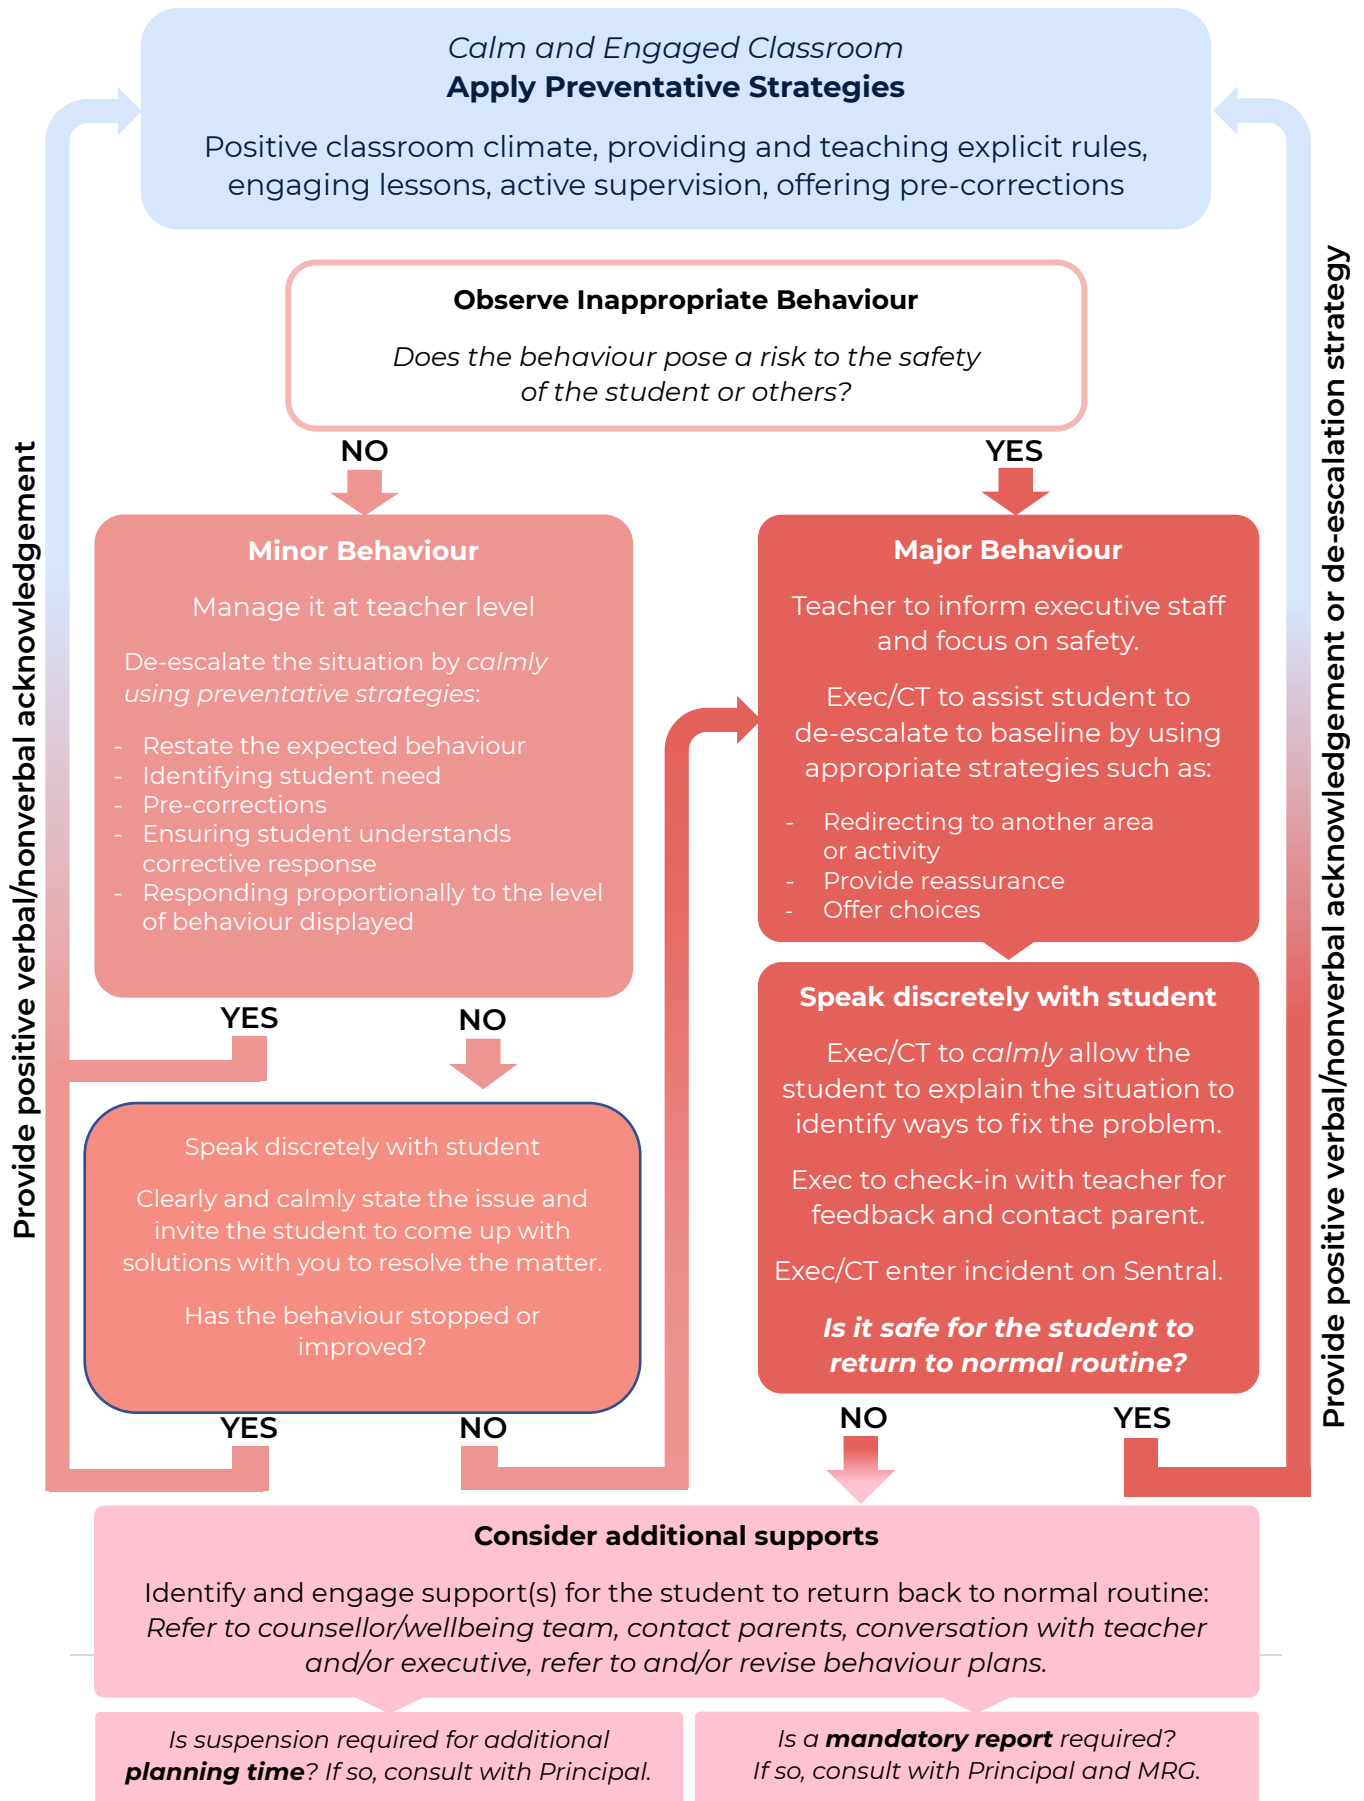 Calm and Engaged Classroom
Apply Preventative Strategies
Positive classroom climate, providing and teaching explicit rules,
engaging lessons, active supervision, offering pre-corrections
Observe Inappropriate Behaviour
Does the behaviour pose a risk to the safety
of the student or others?
NO
YES
Minor Behaviour
Manage it at teacher level
De-escalate the situation by calmly
using preventative strategies:
- Restate the expected behaviour
- Identifying student need
- Pre-corrections
- Ensuring student understands
corrective response
- Responding proportionally to the level
of behaviour displayed
YES
NO
Speak discretely with student
Clearly and calmly state the issue and
invite the student to come up with
solutions with you to resolve the matter.
Has the behaviour stopped or
improved?
YES
NO
Major Behaviour
Teacher to inform executive staff
and focus on safety.
Exec/CT to assist student to
de-escalate to baseline by using
appropriate strategies such as:
- Redirecting to another area
or activity
- Provide reassurance
- Offer choices
Speak discretely with student
Exec/CT to calmly allow the
student to explain the situation to
identify ways to fix the problem.
Exec to check-in with teacher for
feedback and contact parent.
Exec/CT enter incident on Sentral.
Is it safe for the student to
return to normal routine?
NO
YES
Consider additional supports
Identify and engage support(s) for the student to return back to normal routine:
Refer to counsellor/wellbeing team, contact parents, conversation with teacher
and/or executive, refer to and/or revise behaviour plans.
Is suspension required for additional
planning time? If so, consult with Principal.
Is a mandatory report required?
If so, consult with Principal and MRG.
Provide positive verbal/nonverbal acknowledgement
Provide positive verbal/nonverbal acknowledgement or de-escalation strategy